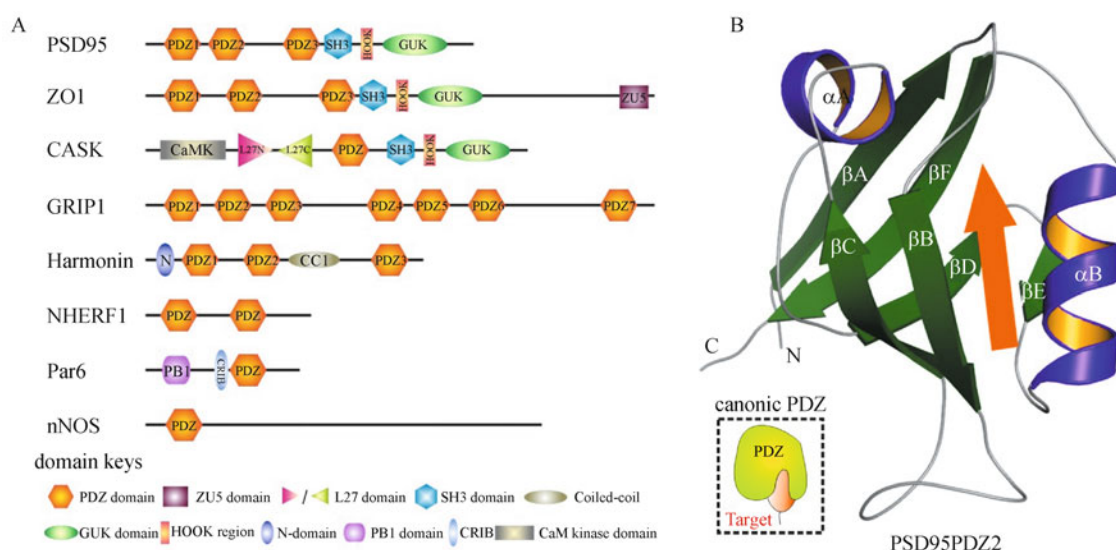 A
PSD95
PDZ1 PDZ2 PDZ3 SH3 HOOK GUK
ZO1
PDZ1 PDZ2 PDZ3 SH3 HOOK GUK ZU5
CASK
CaMK L27N L27C PDZ SH3 HOOK GUK
GRIP1
PDZ1 PDZ2 PDZ3 PDZ4 PDZ5 PDZ6 PDZ7
Harmonin
N PDZ1 PDZ2 CC1 PDZ3
NHERF1
PDZ PDZ
Par6
PB1 CRIB PDZ
nNOS
PDZ
domain keys
PDZ domain ZU5 domain / L27 domain SH3 domain Coiled-coil
GUK domain HOOK region N-domain PB1 domain CRIB CaM kinase domain
B
αA
βA βF
βC βB βD
βE αB
C N
canonic PDZ
PDZ
Target
PSD95PDZ2